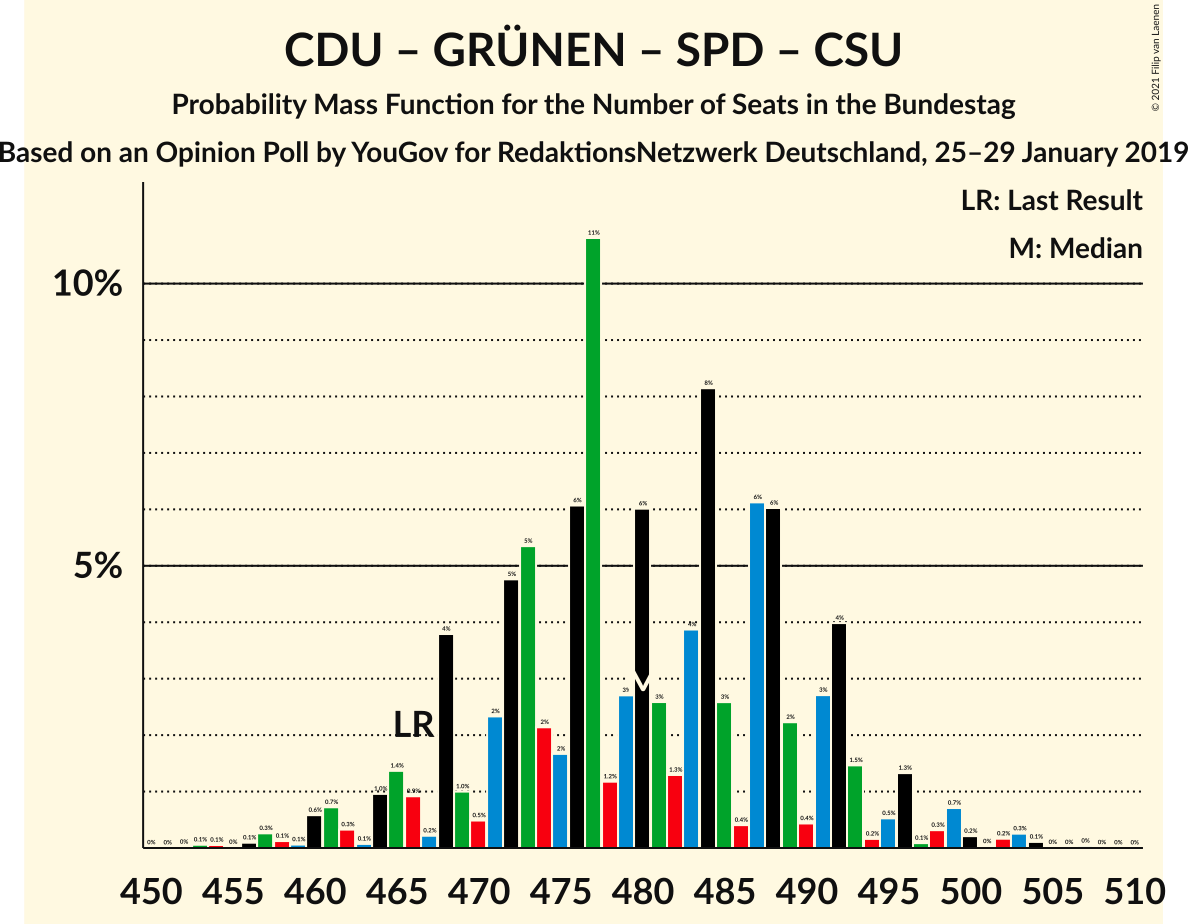 CDU – GRÜNEN – SPD – CSU
Probability Mass Function for the Number of Seats in the Bundestag
Based on an Opinion Poll by YouGov for RedaktionsNetzwerk Deutschland, 25–29 January 2019
© 2021 Filip van Laenen
LR: Last Result
M: Median
10%
5%
LR
0% 0% 0% 0.1% 0.1% 0% 0.1% 0.3% 0.1% 0.1% 0.6% 0.7% 0.3% 0.1% 1.0% 1.4% 0.9% 0.2% 4% 1.0% 0.5% 2% 5% 5% 2% 2% 6% 11% 1.2% 3% 6% 3% 1.3% 4% 8% 3% 0.4% 6% 6% 2% 0.4% 3% 4% 1.5% 0.2% 0.5% 1.3% 0.1% 0.3% 0.7% 0.2% 0% 0.2% 0.3% 0.1% 0% 0% 0% 0% 0% 0%
450 455 460 465 470 475 480 485 490 495 500 505 510